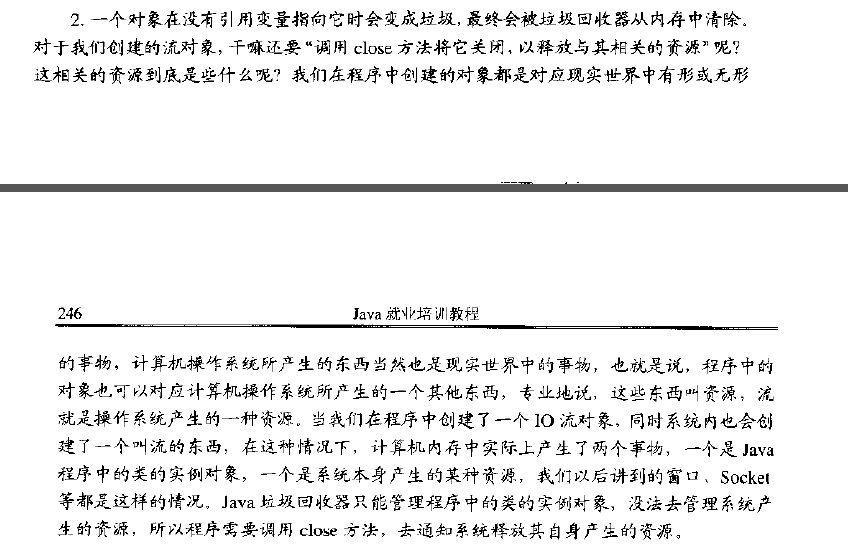 2. 一个对象在没有引用变量指向它时会变成垃圾，最终会被垃圾回收器从内存中清除。
对于我们创建的流对象，干嘛还要“调用 close 方法将它关闭，以释放与其相关的资源”呢？
这相关的资源到底是些什么呢？我们在程序中创建的对象都是对应现实世界中有形或无形
246 Java 就业培训教程
的事物，计算机操作系统所产生的东西当然也是现实世界中的事物，也就是说，程序中的
对象也可以对应计算机操作系统所产生的一个其他东西，专业地说，这些东西叫资源，流
就是操作系统产生的一种资源。当我们在程序中创建了一个 IO 流对象，同时系统内也会创
建了一个叫流的东西，在这种情况下，计算机内存中实际上产生了两个事物，一个是 Java
程序中的类的实例对象，一个是系统本身产生的某种资源，我们以后讲到的窗口、Socket
等都是这样的情况。Java 垃圾回收器只能管理程序中的类的实例对象，没法去管理系统产
生的资源，所以程序需要调用 close 方法，去通知系统释放其自身产生的资源。